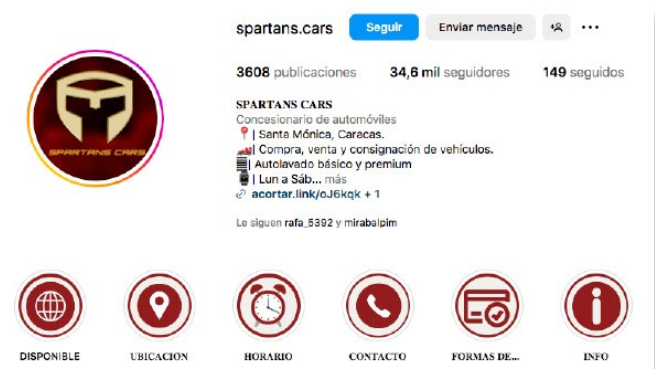 spartans.cars Seguir Enviar mensaje
3608 publicaciones 34,6 mil seguidores 149 seguidos
SPARTANS CARS
Concesionario de automóviles
| Santa Mónica, Caracas.
| Compra, venta y consignación de vehículos.
| Autolavado básico y premium
| Lun a Sáb... más
acortar.link/oJ6kqk + 1
Le siguen rafa_5392 y mirabalpim
SPARTANS CARS
DISPONIBLE UBICACION HORARIO CONTACTO FORMAS DE... INFO